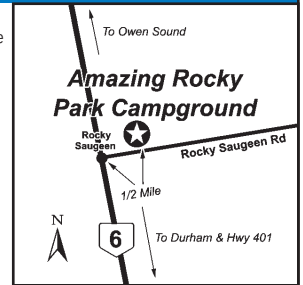 e
To Owen Sound
Amazing Rocky
Park Campground
Rocky
Saugeen
Rocky Saugeen Rd
1/2 Mile
N
6
To Durham & Hwy 401